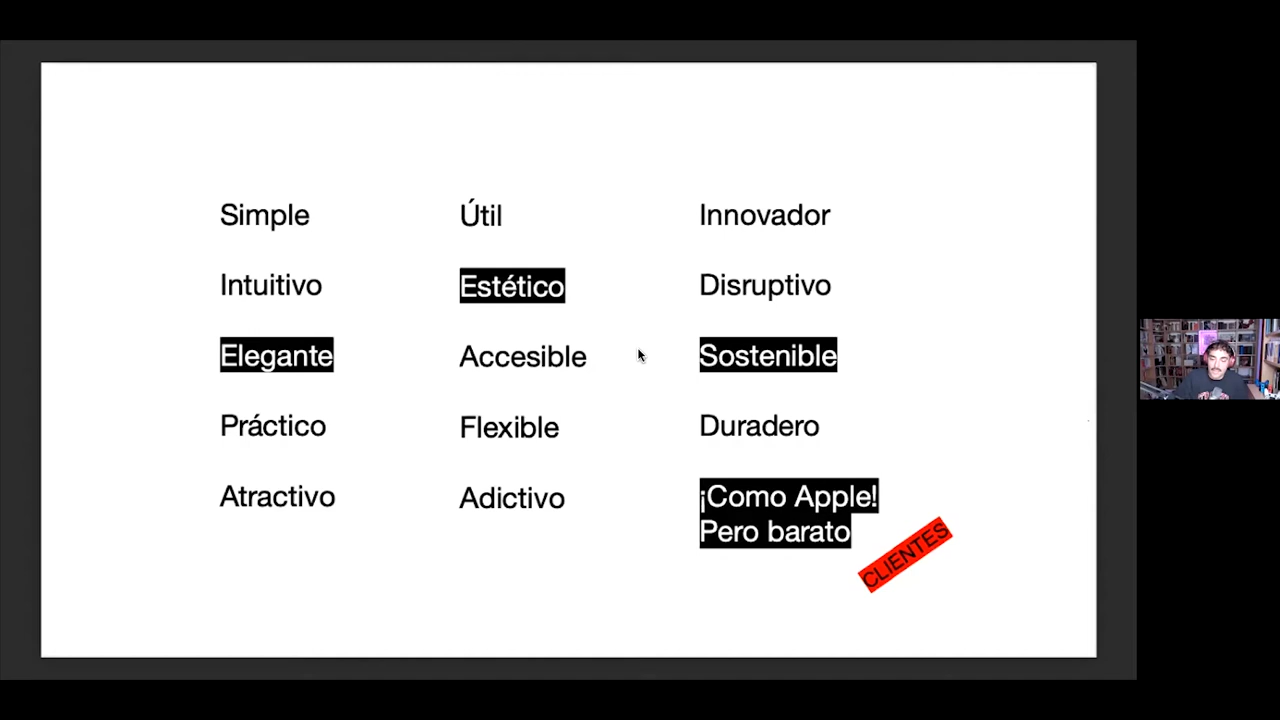 Simple
Intuitivo
Elegante
Práctico
Atractivo
Útil
Estético
Accesible
Flexible
Adictivo
Innovador
Disruptivo
Sostenible
Duradero
¡Como Apple!
Pero barato
CLIENTES